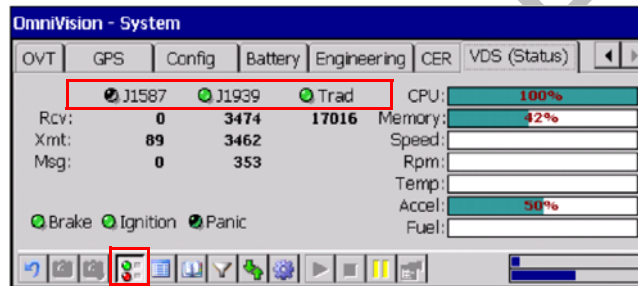 OmniVision - System
OVT GPS Config Battery Engineering CER VDS (Status)
J1587 J1939 Trad CPU: 100%
Rcv: 0 3474 17016 Memory: 42%
Xmt: 89 3462 Speed:
Msg: 0 353 Rpm:
Temp:
Accel: 50%
Brake Ignition Panic Fuel: